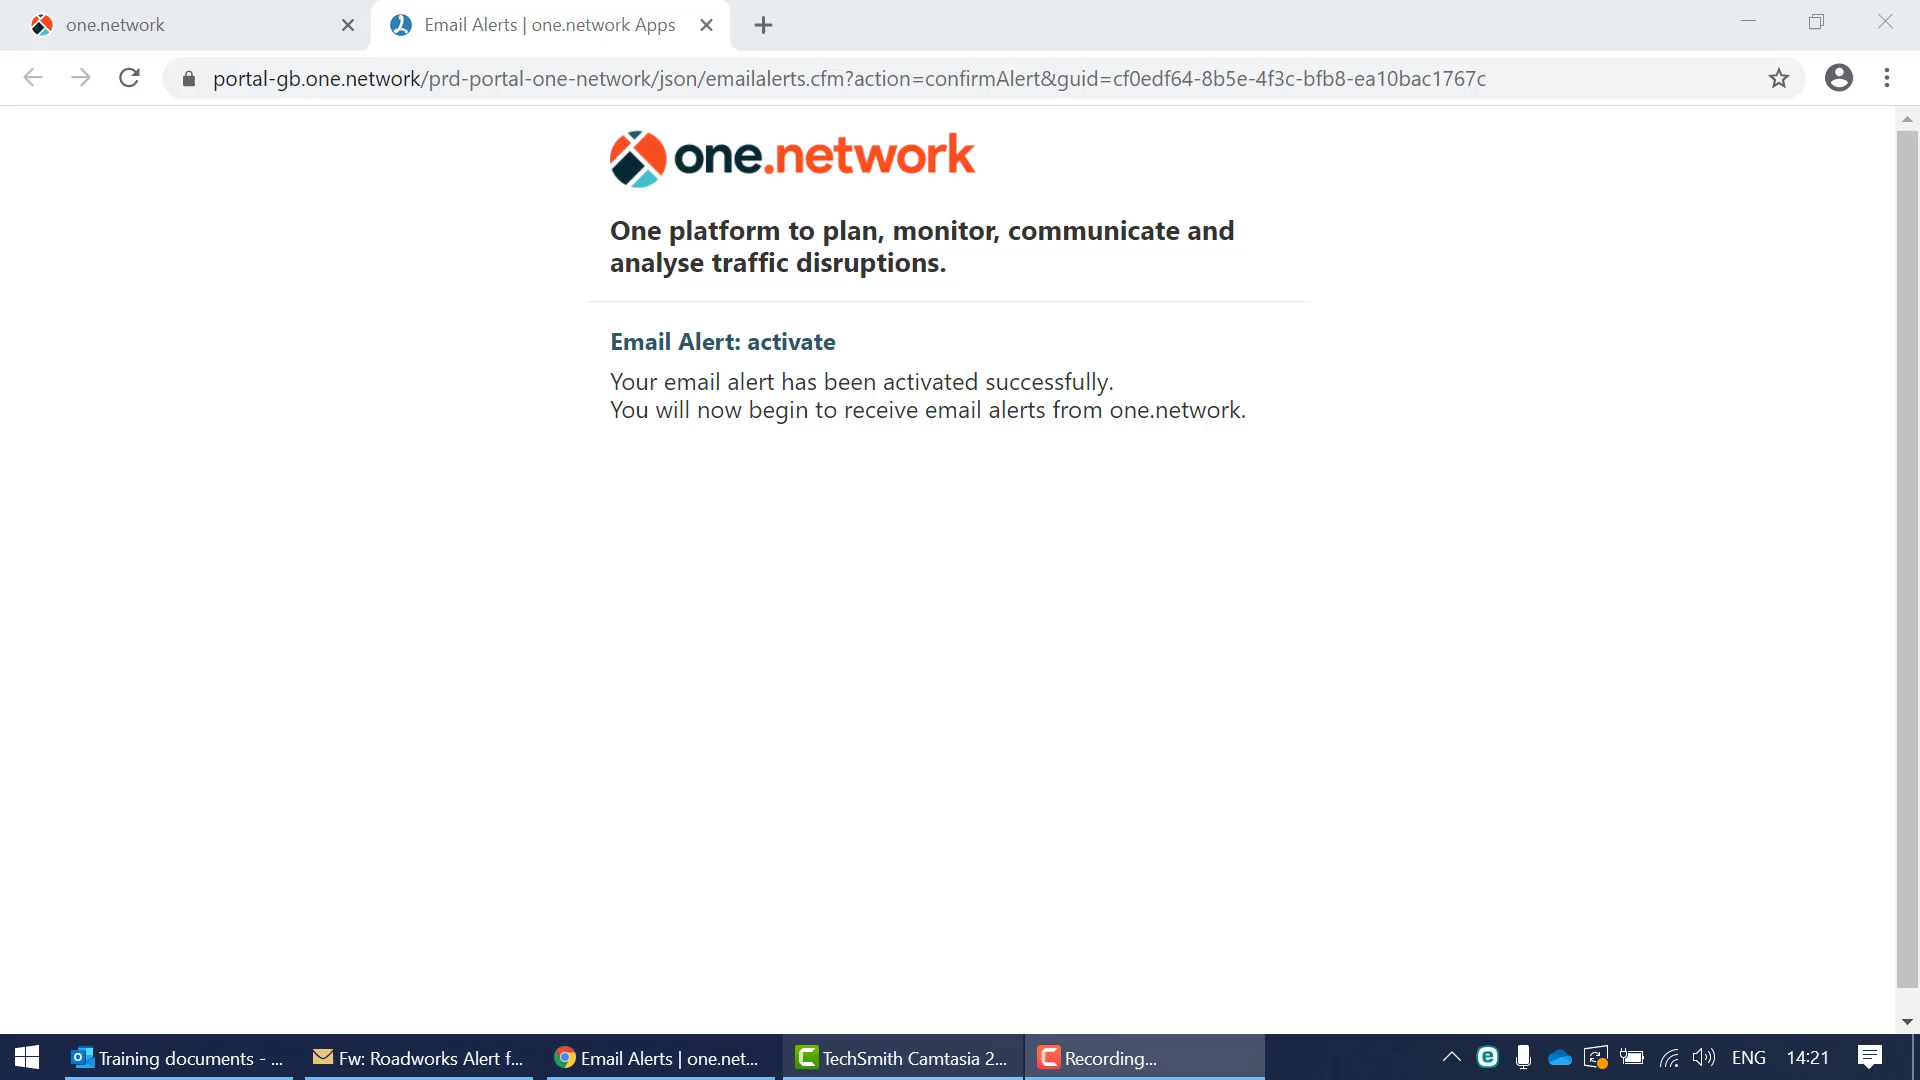 one.network
Email Alerts | one.network Apps
portal-gb.one.network/prd-portal-one-network/json/emailalerts.cfm?action=confirmAlert&guid=cf0edf64-8b5e-4f3c-bfb8-ea10bac1767c
one.network
One platform to plan, monitor, communicate and
analyse traffic disruptions.
Email Alert: activate
Your email alert has been activated successfully.
You will now begin to receive email alerts from one.network.
Training documents - ...
Fw: Roadworks Alert f...
Email Alerts | one.net...
TechSmith Camtasia 2...
Recording...
ENG
14:21